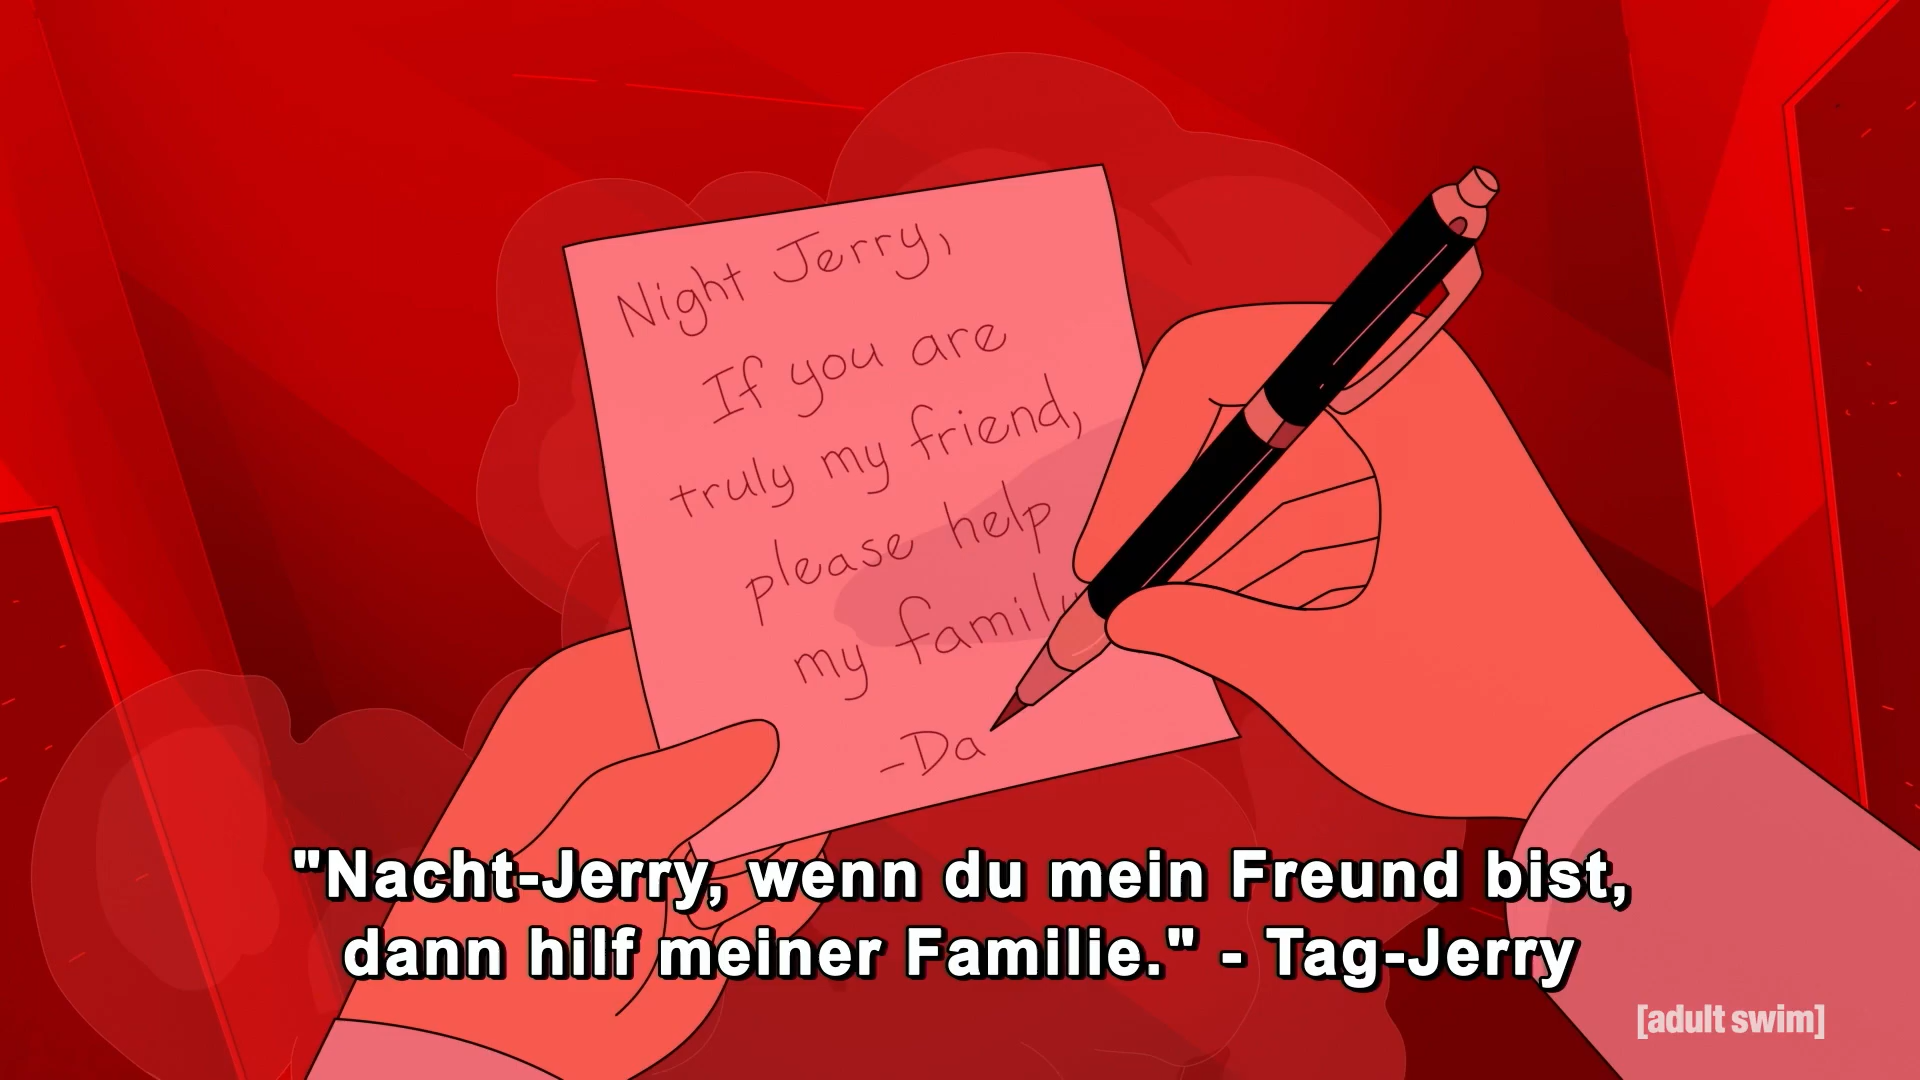 Night Jerry,
If you are
truly my friend,
please help
my family
-Da
"Nacht-Jerry, wenn du mein Freund bist,
dann hilf meiner Familie." - Tag-Jerry
[adult swim]